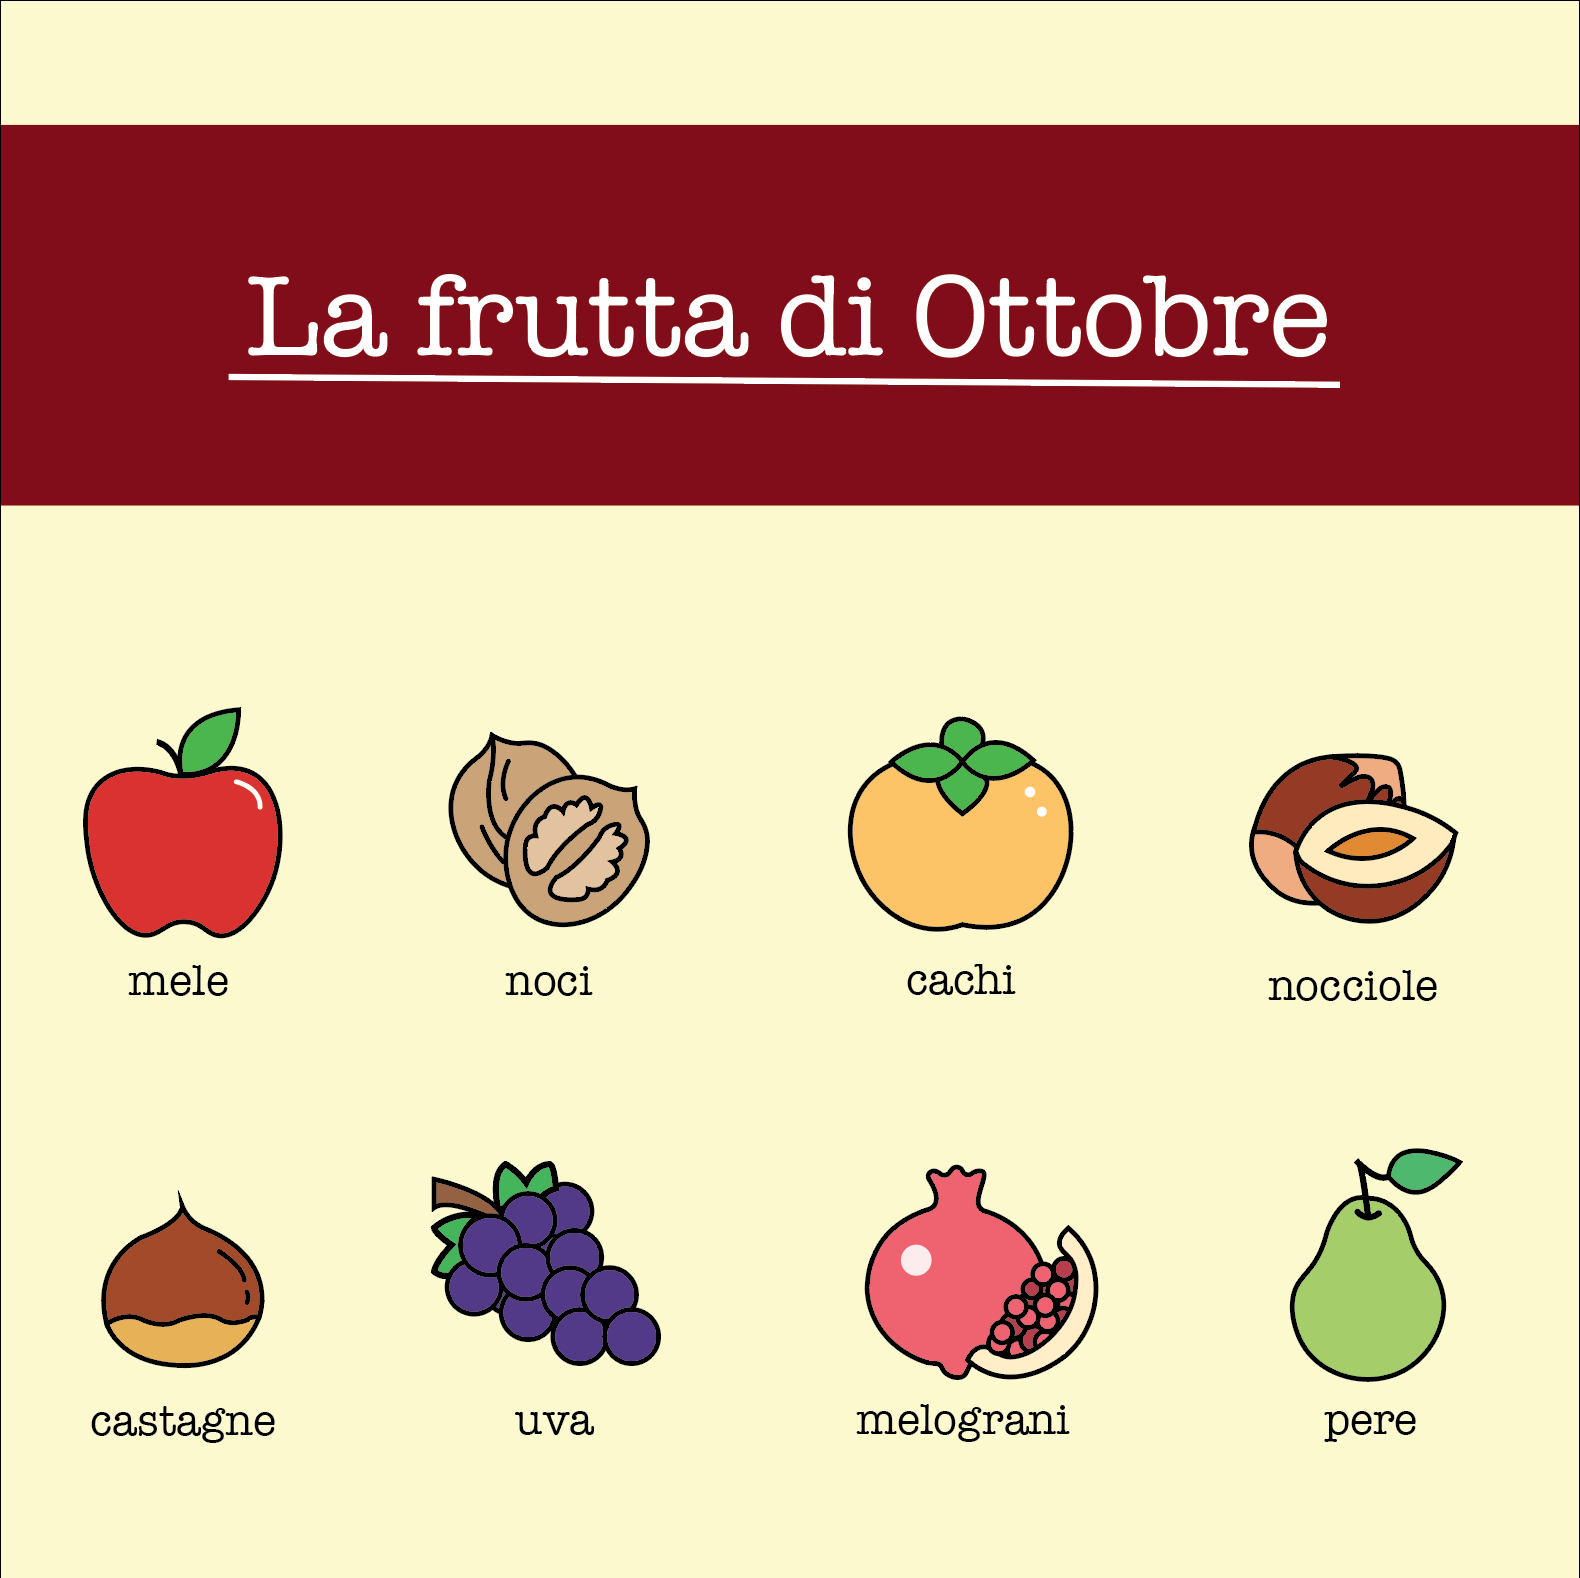 La frutta di Ottobre
mele
noci
cachi
nocciole
castagne
uva
melograni
pere